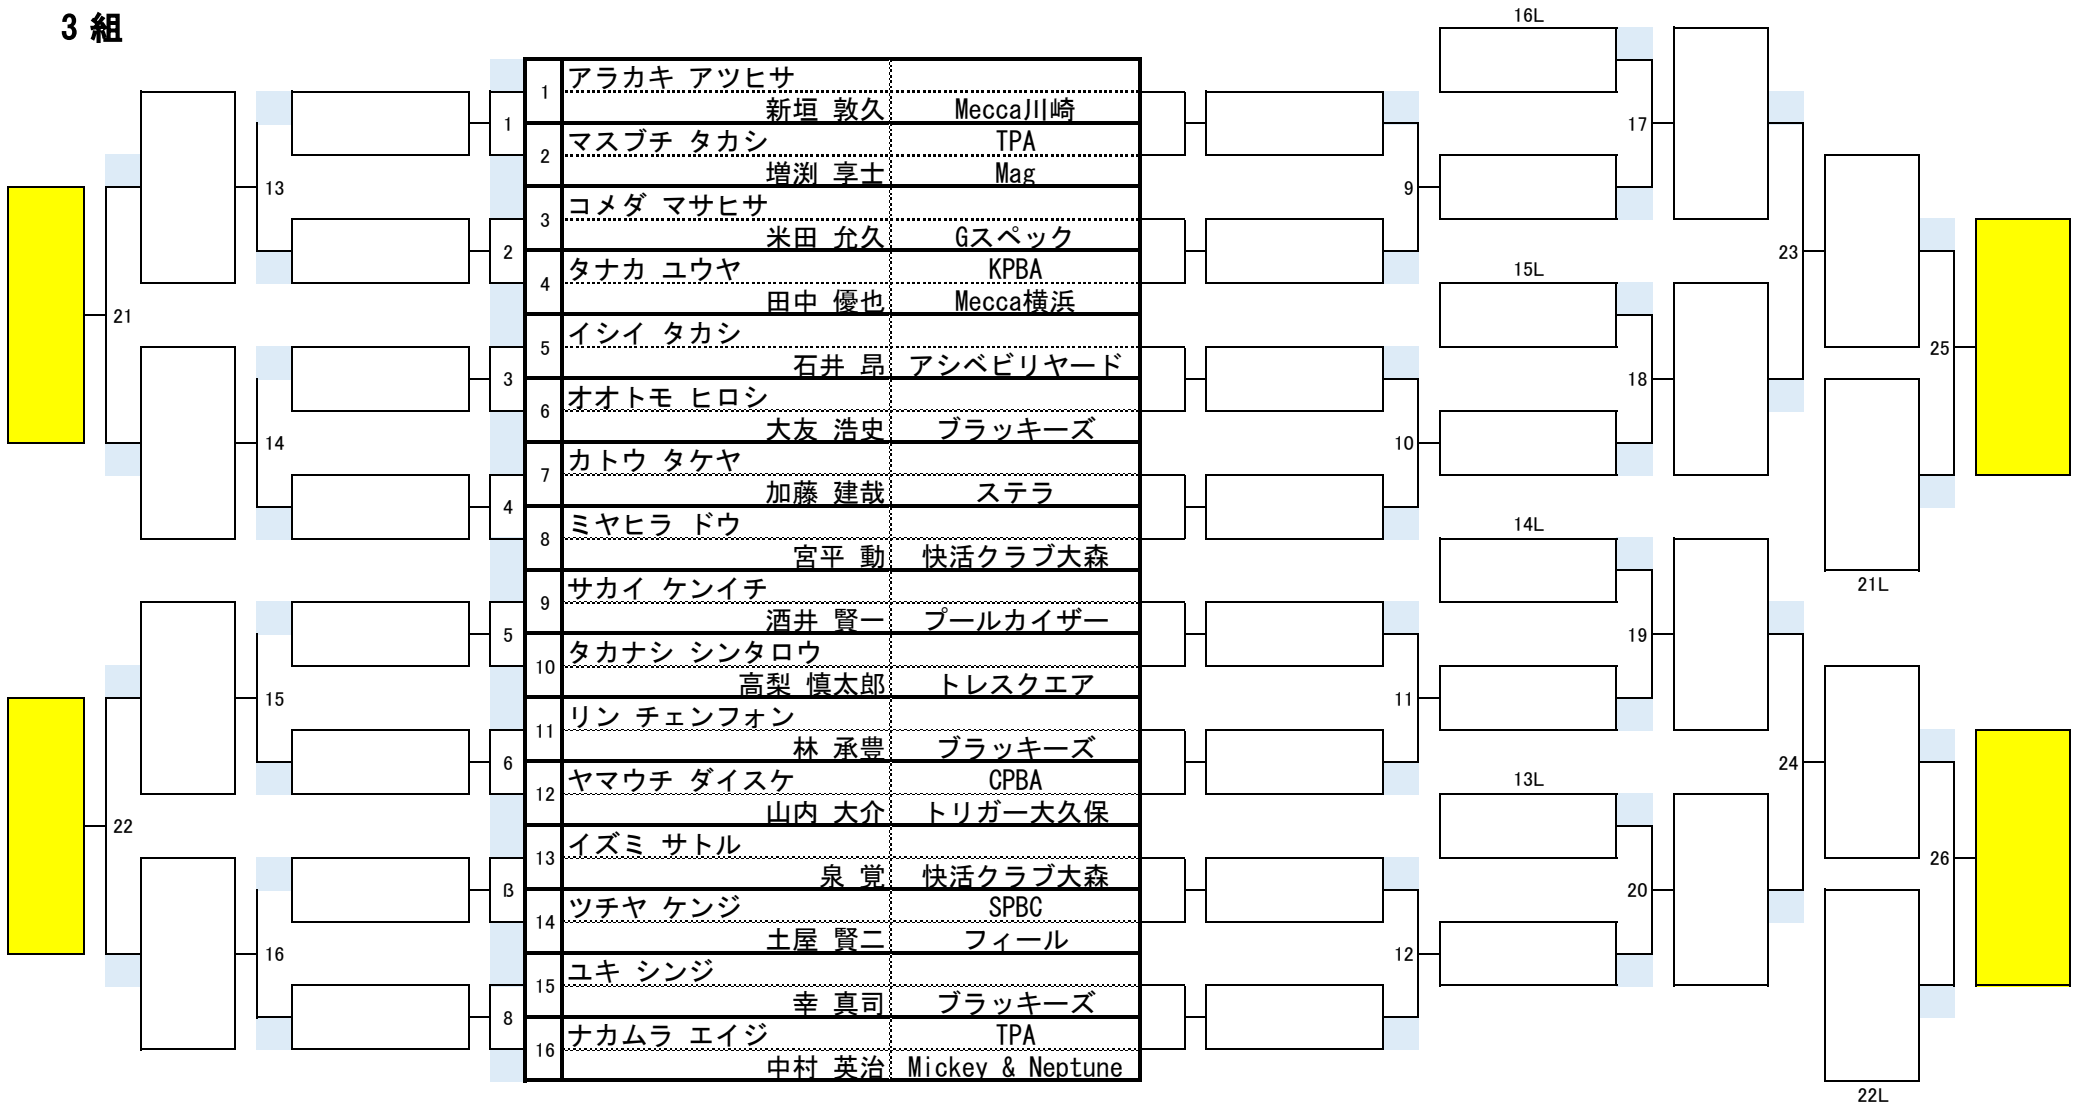 3 組
1 アラカキ アツヒサ
新垣 敦久 Mecca川崎
2 マスブチ タカシ TPA
増渕 享士 Mag
3 コメダ マサヒサ
米田 允久 Gスペック
4 タナカ ユウヤ KPBA
田中 優也 Mecca横浜
5 イシイ タカシ
石井 昂 アシベビリヤード
6 オオトモ ヒロシ
大友 浩史 ブラッキーズ
7 カトウ タケヤ
加藤 建哉 ステラ
8 ミヤヒラ ドウ
宮平 動 快活クラブ大森
9 サカイ ケンイチ
酒井 賢一 プールカイザー
10 タカナシ シンタロウ
高梨 慎太郎 トレスクエア
11 リン チェンフォン
林 承豊 ブラッキーズ
12 ヤマウチ ダイスケ CPBA
山内 大介 トリガー大久保
13 イズミ サトル
泉 覚 快活クラブ大森
14 ツチヤ ケンジ SPBC
土屋 賢二 フィール
15 ユキ シンジ
幸 真司 ブラッキーズ
16 ナカムラ エイジ TPA
中村 英治 Mickey & Neptune
1
2
3
4
5
6
ß
8
13
14
15
16
21
22
9
10
11
12
16L
17
15L
18
14L
19
13L
20
23
24
21L
22L
25
26